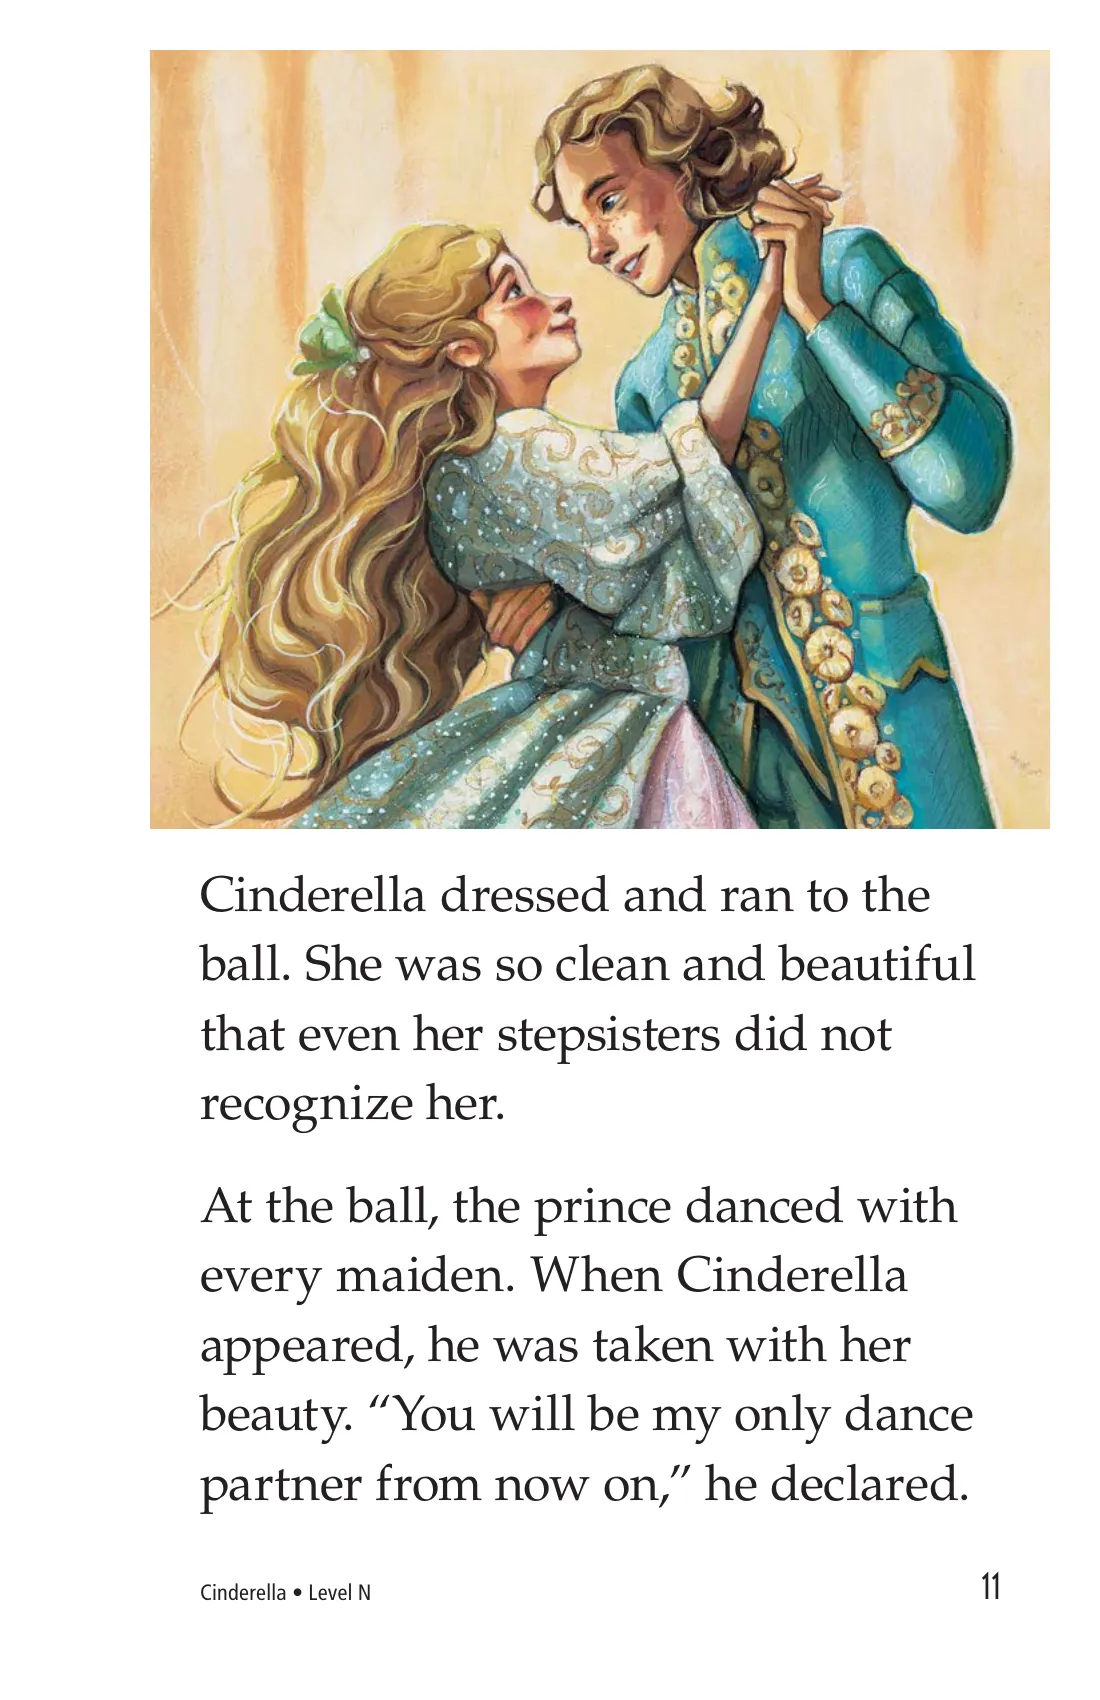 Cinderella dressed and ran to the
ball. She was so clean and beautiful
that even her stepsisters did not
recognize her.
At the ball, the prince danced with
every maiden. When Cinderella
appeared, he was taken with her
beauty. “You will be my only dance
partner from now on,” he declared.
Cinderella • Level N
11